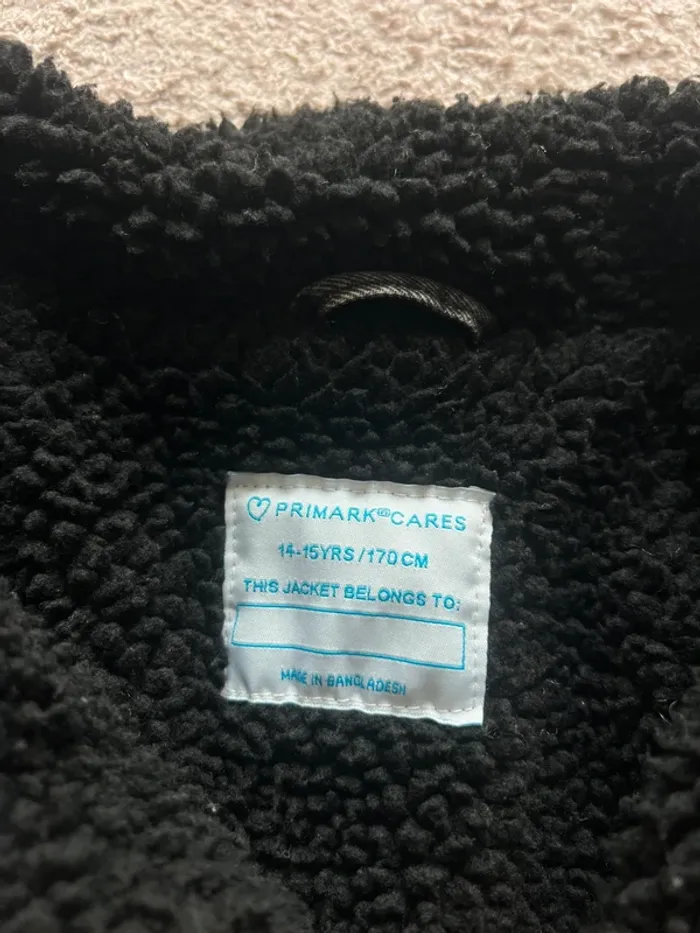 PRIMARK CARES
14-15YRS/170CM
THIS JACKET BELONGS TO:
MADE IN BANGLADESH